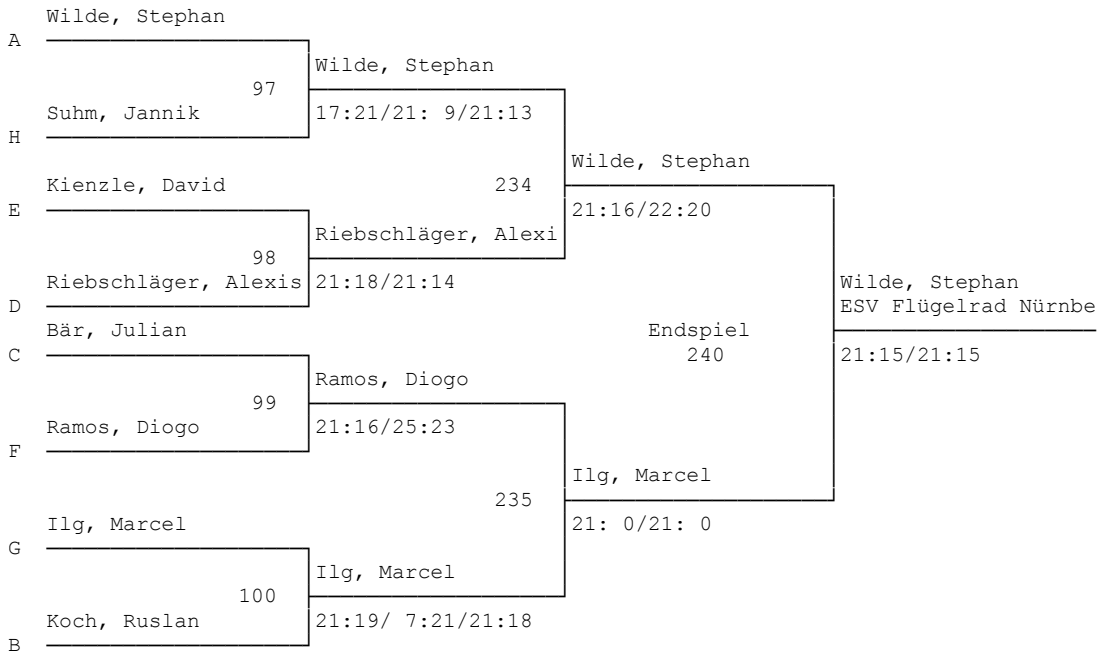 Wilde, Stephan
A
Wilde, Stephan
97
Suhm, Jannik 17:21/21: 9/21:13
H
Wilde, Stephan
Kienzle, David 234
E 21:16/22:20
Riebschläger, Alexi
98
Riebschläger, Alexis 21:18/21:14 Wilde, Stephan
D ESV Flügelrad Nürnbe
Bär, Julian Endspiel
C 240 21:15/21:15
Ramos, Diogo
99
Ramos, Diogo 21:16/25:23
F
Ilg, Marcel
235
Ilg, Marcel 21: 0/21: 0
G
Ilg, Marcel
100
Koch, Ruslan 21:19/ 7:21/21:18
B